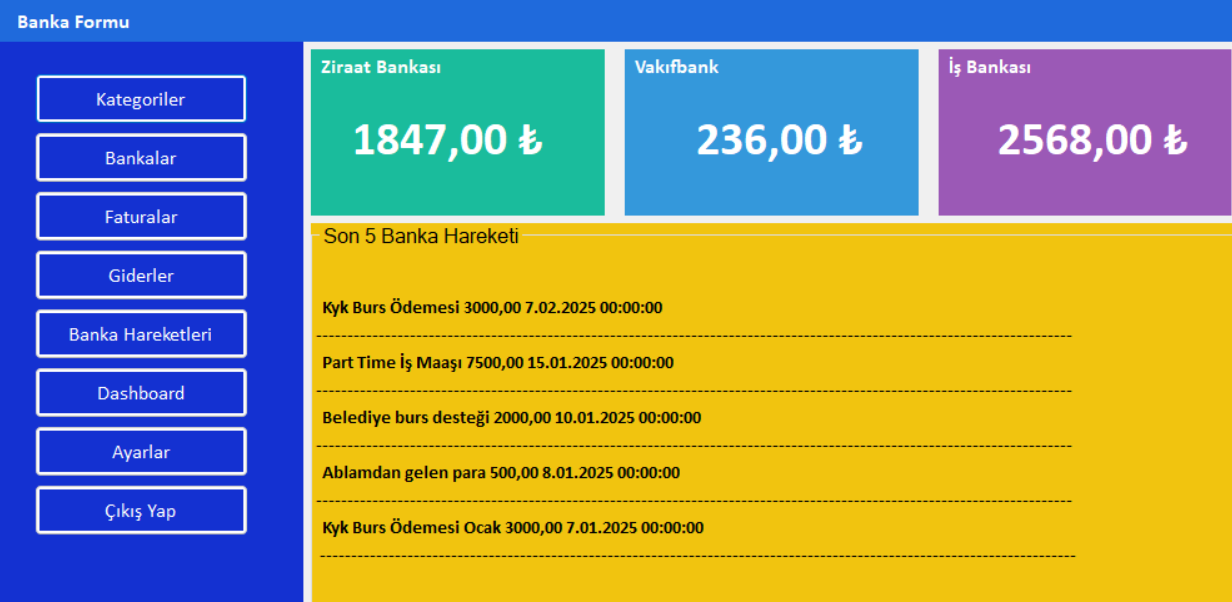 Banka Formu
Kategoriler
Bankalar
Faturalar
Giderler
Banka Hareketleri
Dashboard
Ayarlar
Çıkış Yap
Ziraat Bankası
1847,00 ₺
Vakıfbank
236,00 ₺
İş Bankası
2568,00 ₺
Son 5 Banka Hareketi
Kyk Burs Ödemesi 3000,00 7.02.2025 00:00:00
Part Time İş Maaşı 7500,00 15.01.2025 00:00:00
Belediye burs desteği 2000,00 10.01.2025 00:00:00
Ablamdan gelen para 500,00 8.01.2025 00:00:00
Kyk Burs Ödemesi Ocak 3000,00 7.01.2025 00:00:00